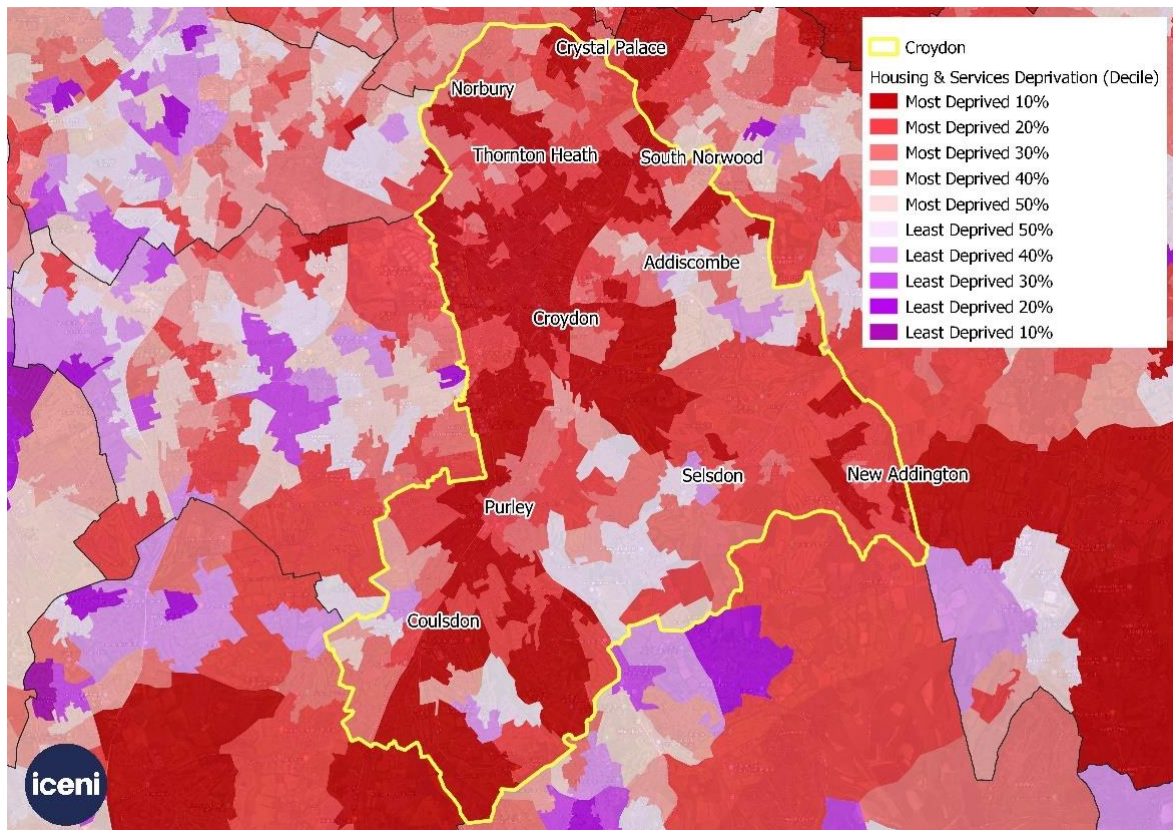 Crystal Palace
Norbury
Thornton Heath
South Norwood
Addiscombe
Croydon
Selsdon
New Addington
Purley
Coulsdon
Croydon
Housing & Services Deprivation (Decile)
Most Deprived 10%
Most Deprived 20%
Most Deprived 30%
Most Deprived 40%
Most Deprived 50%
Least Deprived 50%
Least Deprived 40%
Least Deprived 30%
Least Deprived 20%
Least Deprived 10%
iceni